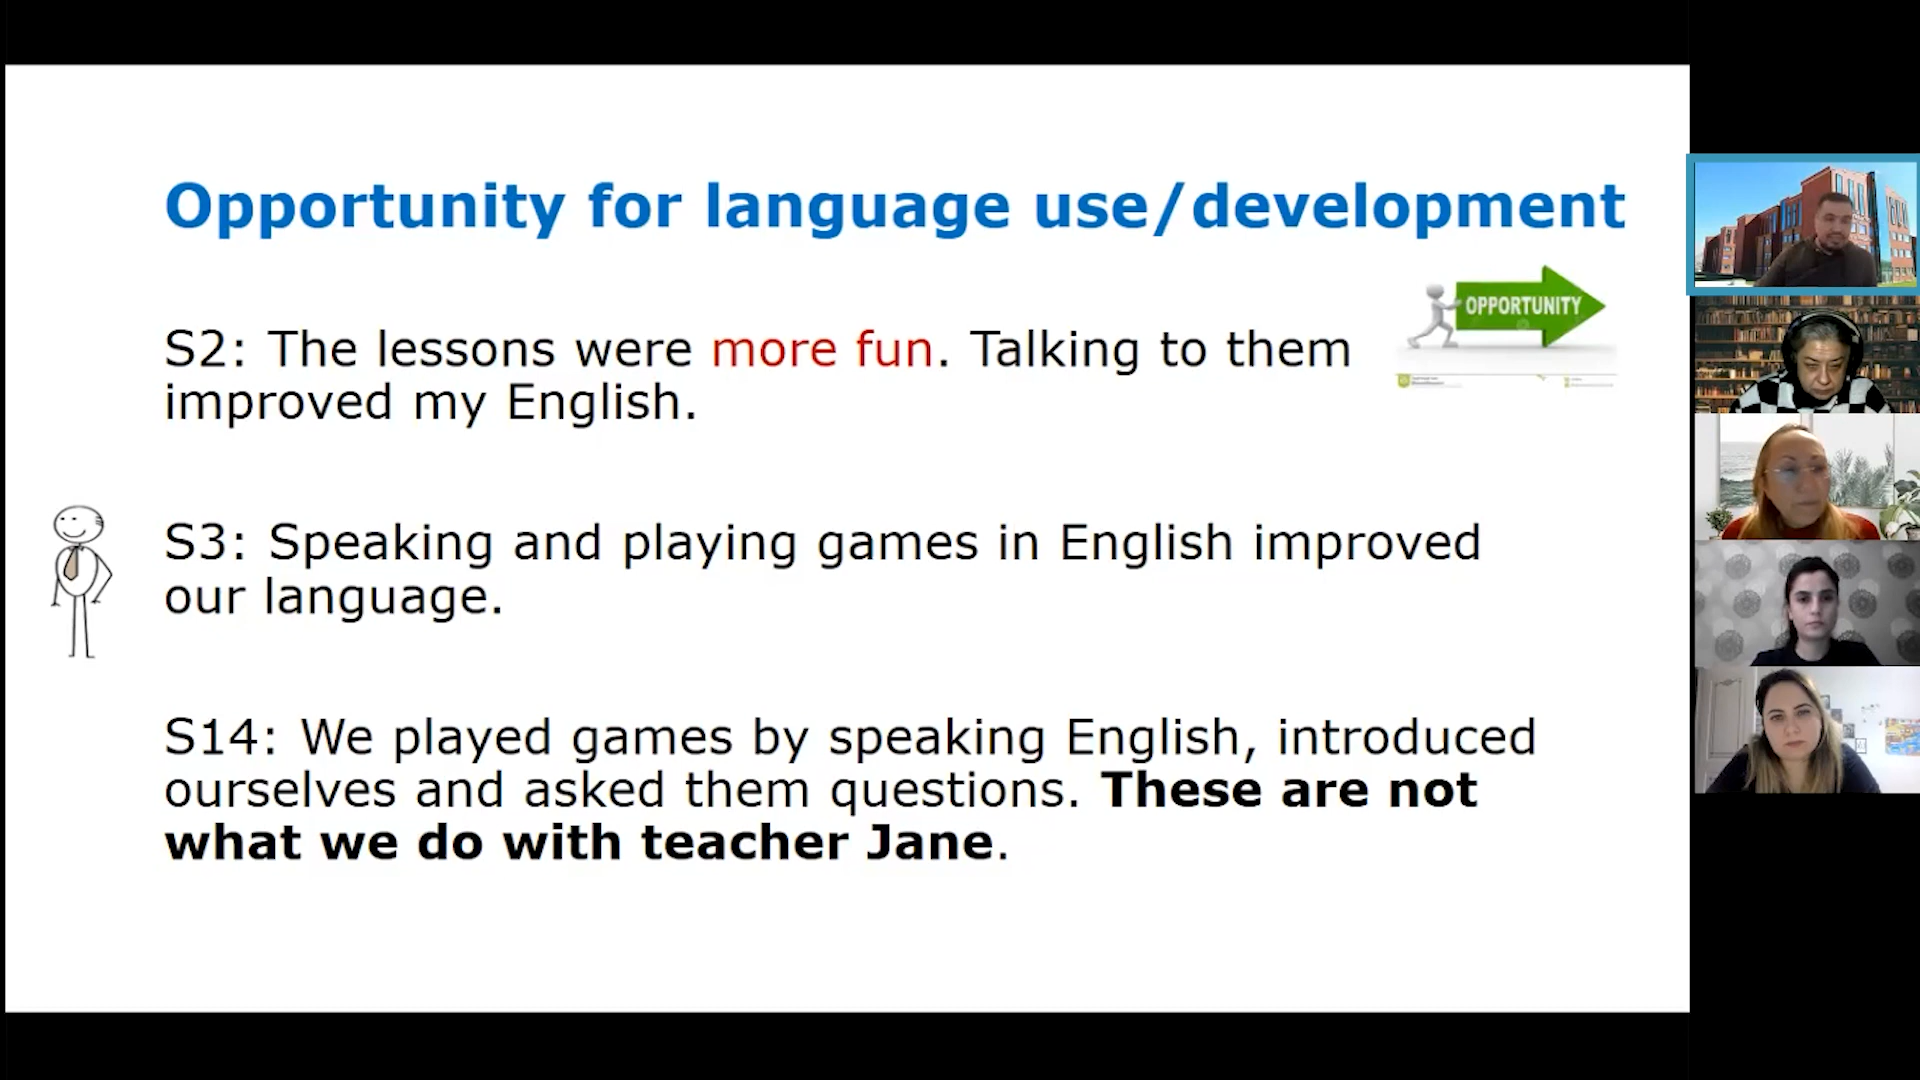 Opportunity for language use/development
OPPORTUNITY
S2: The lessons were more fun. Talking to them
improved my English.
S3: Speaking and playing games in English improved
our language.
S14: We played games by speaking English, introduced
ourselves and asked them questions. These are not
what we do with teacher Jane.